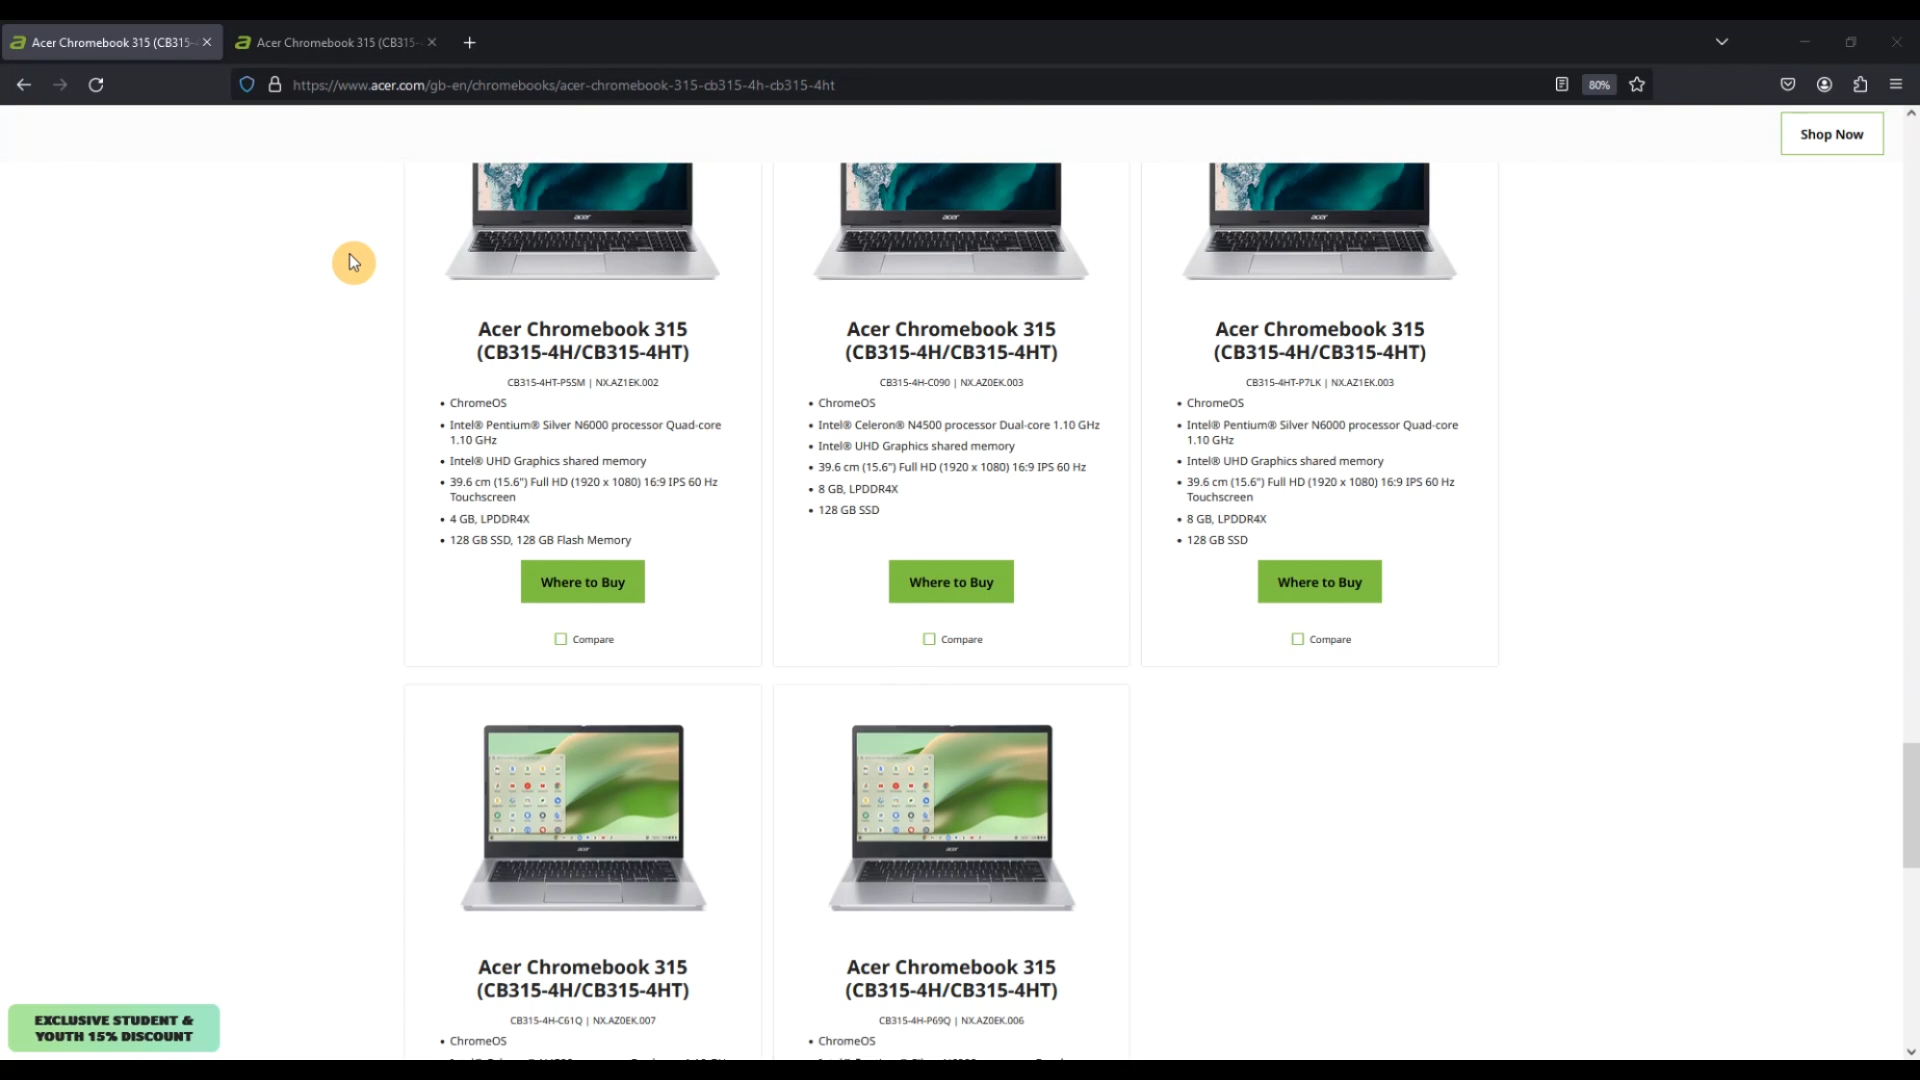 Acer Chromebook 315 (CB315-
Acer Chromebook 315 (CB315-
https://www.acer.com/gb-en/chromebooks/acer-chromebook-315-cb315-4h-cb315-4ht
80%
Shop Now
acer
acer
acer
Acer Chromebook 315
(CB315-4H/CB315-4HT)
CB315-4HT-P5SM | NX.AZ1EK.002
• ChromeOS
• Intel® Pentium® Silver N6000 processor Quad-core
1.10 GHz
• Intel® UHD Graphics shared memory
• 39.6 cm (15.6") Full HD (1920 x 1080) 16:9 IPS 60 Hz
Touchscreen
• 4 GB, LPDDR4X
• 128 GB SSD, 128 GB Flash Memory
Where to Buy
Compare
Acer Chromebook 315
(CB315-4H/CB315-4HT)
CB315-4H-C090 | NX.AZ0EK.003
• ChromeOS
• Intel® Celeron® N4500 processor Dual-core 1.10 GHz
• Intel® UHD Graphics shared memory
• 39.6 cm (15.6") Full HD (1920 x 1080) 16:9 IPS 60 Hz
• 8 GB, LPDDR4X
• 128 GB SSD
Where to Buy
Compare
Acer Chromebook 315
(CB315-4H/CB315-4HT)
CB315-4HT-P7LK | NX.AZ1EK.003
• ChromeOS
• Intel® Pentium® Silver N6000 processor Quad-core
1.10 GHz
• Intel® UHD Graphics shared memory
• 39.6 cm (15.6") Full HD (1920 x 1080) 16:9 IPS 60 Hz
Touchscreen
• 8 GB, LPDDR4X
• 128 GB SSD
Where to Buy
Compare
acer
acer
Acer Chromebook 315
(CB315-4H/CB315-4HT)
CB315-4H-C61Q | NX.AZ0EK.007
• ChromeOS
Acer Chromebook 315
(CB315-4H/CB315-4HT)
CB315-4H-P69Q | NX.AZ0EK.006
• ChromeOS
EXCLUSIVE STUDENT &
YOUTH 15% DISCOUNT